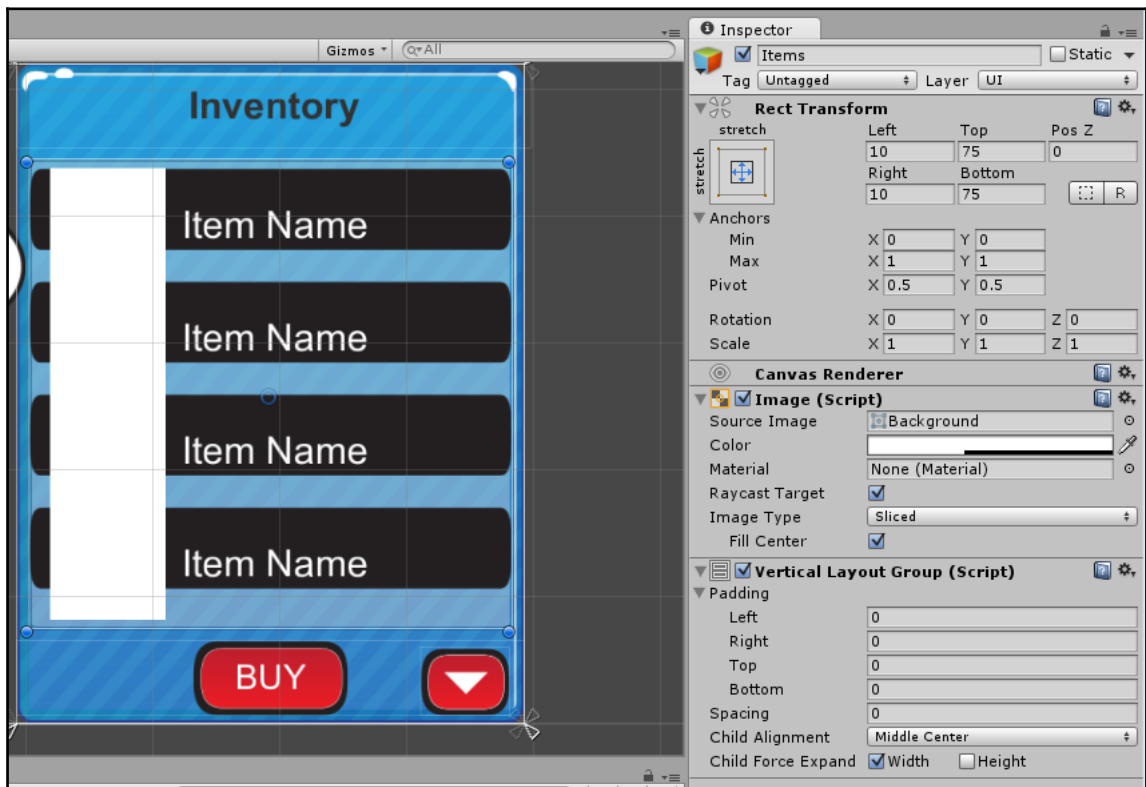 Gizmos
All
Inventory
Item Name
Item Name
Item Name
Item Name
BUY
Inspector
Items
Static
Tag Untagged Layer UI
Rect Transform
stretch
stretch
Left Top Pos Z
10 75 0
Right Bottom
10 75 R
Anchors
Min X 0 Y 0
Max X 1 Y 1
Pivot X 0.5 Y 0.5
Rotation X 0 Y 0 Z 0
Scale X 1 Y 1 Z 1
Canvas Renderer
Image (Script)
Source Image Background
Color
Material None (Material)
Raycast Target
Image Type Sliced
Fill Center
Vertical Layout Group (Script)
Padding
Left 0
Right 0
Top 0
Bottom 0
Spacing 0
Child Alignment Middle Center
Child Force Expand Width Height